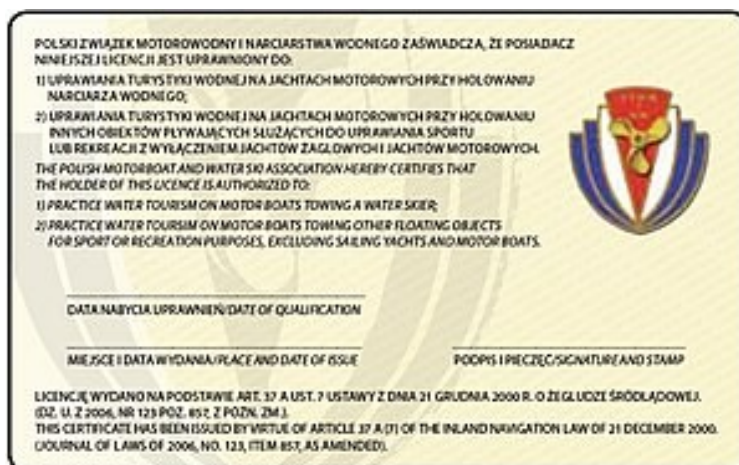 POLSKI ZWIĄZEK MOTOROWODNY I NARCIARSTWA WODNEGO ZAŚWIADCZA, ŻE POSIADACZ
NINIEJSZEJ LICENCJI JEST UPRAWNIONY DO:
1) UPRAWIANIA TURYSTYKI WODNEJ NA JACHTACH MOTOROWYCH PRZY HOLOWANIU
NARCIARZA WODNEGO;
2) UPRAWIANIA TURYSTYKI WODNEJ NA JACHTACH MOTOROWYCH PRZY HOLOWANIU
INNYCH OBIEKTÓW PŁYWAJĄCYCH SŁUŻĄCYCH DO UPRAWIANIA SPORTU
LUB REKREACJI Z WYŁĄCZENIEM JACHTÓW ŻAGLOWYCH I JACHTÓW MOTOROWYCH.
THE POLISH MOTORBOAT AND WATER SKI ASSOCIATION HEREBY CERTIFIES THAT
THE HOLDER OF THIS LICENCE IS AUTHORIZED TO:
1) PRACTICE WATER TOURISM ON MOTOR BOATS TOWING A WATER SKIER;
2) PRACTICE WATER TOURSIM ON MOTOR BOATS TOWING OTHER FLOATING OBJECTS
FOR SPORT OR RECREATION PURPOSES, EXCLUDING SAILING YACHTS AND MOTOR BOATS.
DATA NABYCIA UPRAWNIEŃ/DATE OF QUALIFICATION
MIEJSCE I DATA WYDANIA/PLACE AND DATE OF ISSUE
PODPIS I PIECZĘĆ/SIGNATURE AND STAMP
LICENCJĘ WYDANO NA PODSTAWIE ART. 37 A UST. 7 USTAWY Z DNIA 21 GRUDNIA 2000 R. O ŻEGLUDZE ŚRÓDLĄDOWEJ.
(DZ. U. Z 2006, NR 123 POZ. 857, Z POZN. ZM.).
THIS CERTIFICATE HAS BEEN ISSUED BY VIRTUE OF ARTICLE 37 A [7] OF THE INLAND NAVIGATION LAW OF 21 DECEMBER 2000.
(JOURNAL OF LAWS OF 2006, NO. 123, ITEM 857, AS AMENDED).